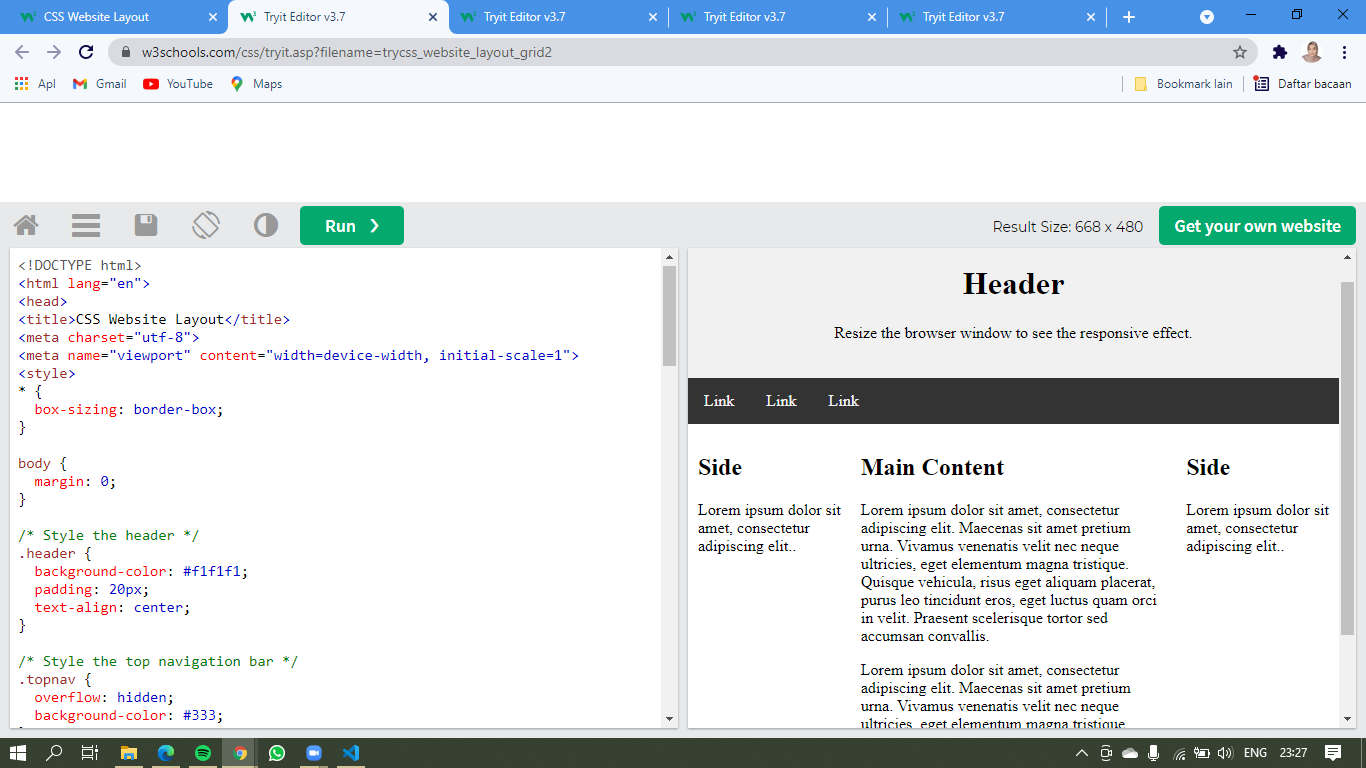 CSS Website Layout
Tryit Editor v3.7
Tryit Editor v3.7
Tryit Editor v3.7
Tryit Editor v3.7
w3schools.com/css/tryit.asp?filename=trycss_website_layout_grid2
Apl
Gmail
YouTube
Maps
Bookmark lain
Daftar bacaan
Run ❯
Result Size: 668 x 480
Get your own website
<!DOCTYPE html>
<html lang="en">
<head>
<title>CSS Website Layout</title>
<meta charset="utf-8">
<meta name="viewport" content="width=device-width, initial-scale=1">
<style>
* {
  box-sizing: border-box;
}
body {
  margin: 0;
}
/* Style the header */
.header {
  background-color: #f1f1f1;
  padding: 20px;
  text-align: center;
}
/* Style the top navigation bar */
.topnav {
  overflow: hidden;
  background-color: #333;
Header
Resize the browser window to see the responsive effect.
Link Link Link
Side
Lorem ipsum dolor sit
amet, consectetur
adipiscing elit..
Main Content
Lorem ipsum dolor sit amet, consectetur
adipiscing elit. Maecenas sit amet pretium
urna. Vivamus venenatis velit nec neque
ultricies, eget elementum magna tristique.
Quisque vehicula, risus eget aliquam placerat,
purus leo tincidunt eros, eget luctus quam orci
in velit. Praesent scelerisque tortor sed
accumsan convallis.
Lorem ipsum dolor sit amet, consectetur
adipiscing elit. Maecenas sit amet pretium
urna. Vivamus venenatis velit nec neque
ultricies, eget elementum magna tristique.
Side
Lorem ipsum dolor sit
amet, consectetur
adipiscing elit..
ENG
23:27